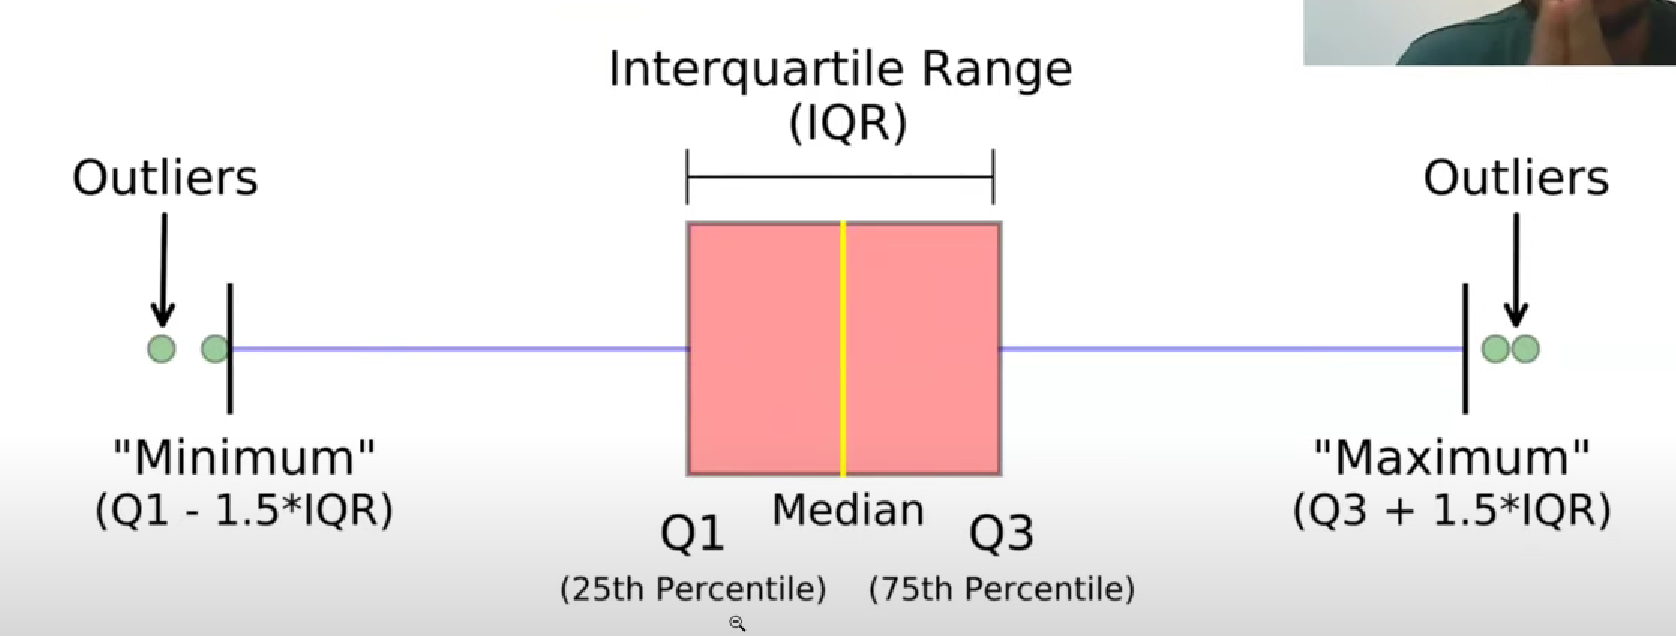 Interquartile Range
(IQR)
Outliers
Outliers
"Minimum"
(Q1 - 1.5*IQR)
Median
Q1
Q3
(25th Percentile)
(75th Percentile)
"Maximum"
(Q3 + 1.5*IQR)